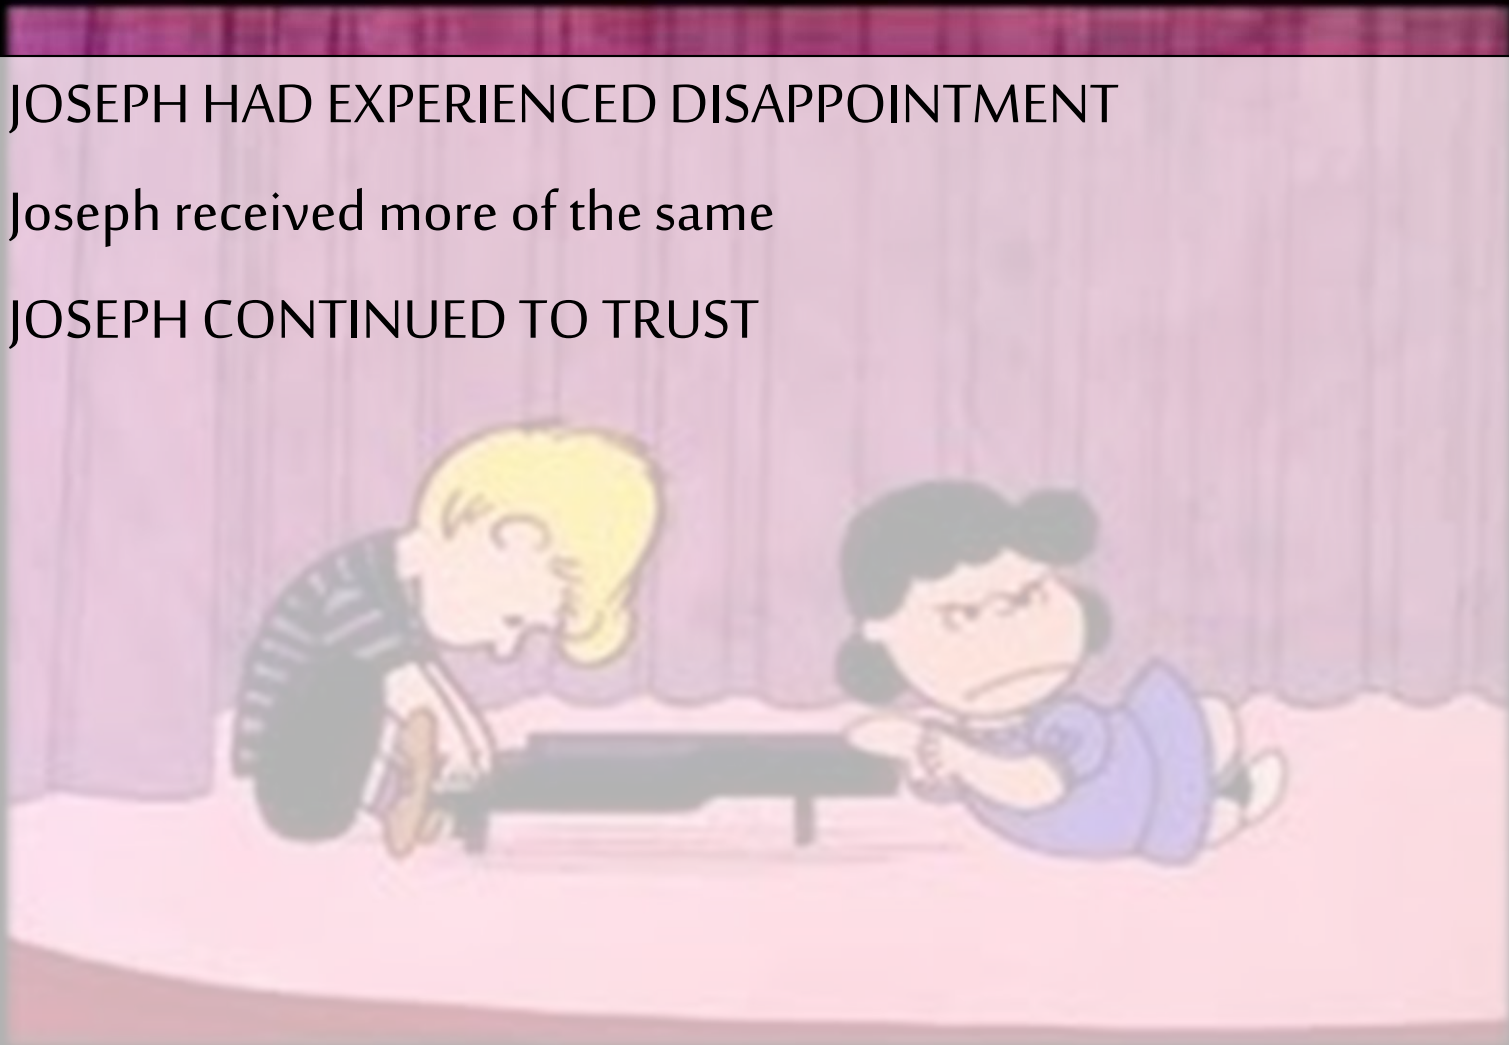 JOSEPH HAD EXPERIENCED DISAPPOINTMENT
Joseph received more of the same
JOSEPH CONTINUED TO TRUST